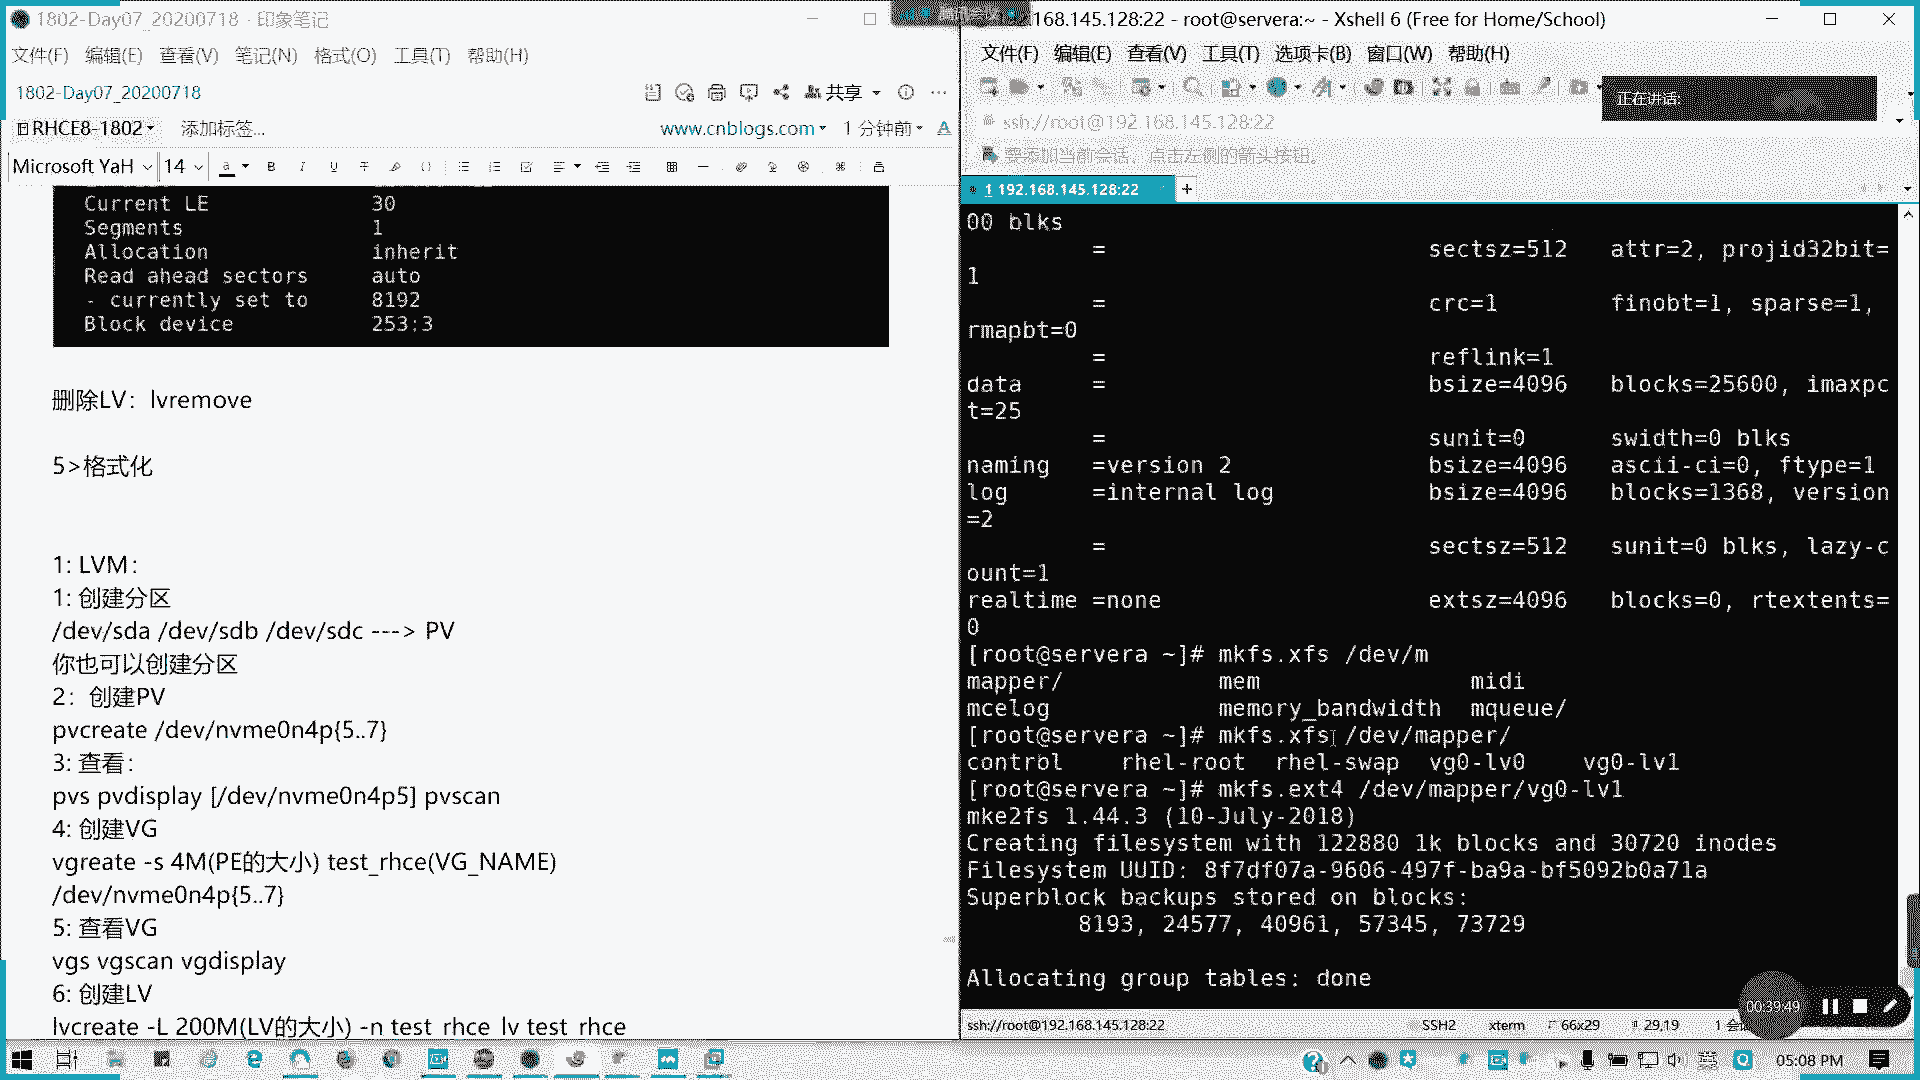 1802-Day07_20200718 - 印象笔记
文件(F) 编辑(E) 查看(V) 笔记(N) 格式(O) 工具(T) 帮助(H)
1802-Day07_20200718
共享
RHCE8-1802 添加标签...
www.cnblogs.com 1 分钟前
Microsoft YaH 14
Current LE 30
Segments 1
Allocation inherit
Read ahead sectors auto
- currently set to 8192
Block device 253:3
删除LV：lvremove
5>格式化
1: LVM：
1: 创建分区
/dev/sda /dev/sdb /dev/sdc ---> PV
你也可以创建分区
2：创建PV
pvcreate /dev/nvme0n4p{5..7}
3: 查看：
pvs pvdisplay [/dev/nvme0n4p5] pvscan
4: 创建VG
vgreate -s 4M(PE的大小) test_rhce(VG_NAME)
/dev/nvme0n4p{5..7}
5: 查看VG
vgs vgscan vgdisplay
6: 创建LV
lvcreate -L 200M(LV的大小) -n test_rhce_lv test_rhce
.168.145.128:22 - root@servera:~ - Xshell 6 (Free for Home/School)
文件(F) 编辑(E) 查看(V) 工具(T) 选项卡(B) 窗口(W) 帮助(H)
正在讲话:
ssh://root@192.168.145.128:22
要添加当前会话，点击左侧的箭头按钮。
1 192.168.145.128:22
00 blks
= sectsz=512 attr=2, projid32bit=
1
= crc=1 finobt=1, sparse=1,
rmapbt=0
= reflink=1
data = bsize=4096 blocks=25600, imaxpc
t=25
= sunit=0 swidth=0 blks
naming =version 2 bsize=4096 ascii-ci=0, ftype=1
log =internal log bsize=4096 blocks=1368, version
=2
= sectsz=512 sunit=0 blks, lazy-c
ount=1
realtime =none extsz=4096 blocks=0, rtextents=
0
[root@servera ~]# mkfs.xfs /dev/m
mapper/ mem midi
mcelog memory_bandwidth mqueue/
[root@servera ~]# mkfs.xfs /dev/mapper/
control rhel-root rhel-swap vg0-lv0 vg0-lv1
[root@servera ~]# mkfs.ext4 /dev/mapper/vg0-lv1
mke2fs 1.44.3 (10-July-2018)
Creating filesystem with 122880 1k blocks and 30720 inodes
Filesystem UUID: 8f7df07a-9606-497f-ba9a-bf5092b0a71a
Superblock backups stored on blocks:
8193, 24577, 40961, 57345, 73729
Allocating group tables: done
00:39:49
ssh://root@192.168.145.128:22 SSH2 xterm 66x29 29,19 1 会
05:08 PM